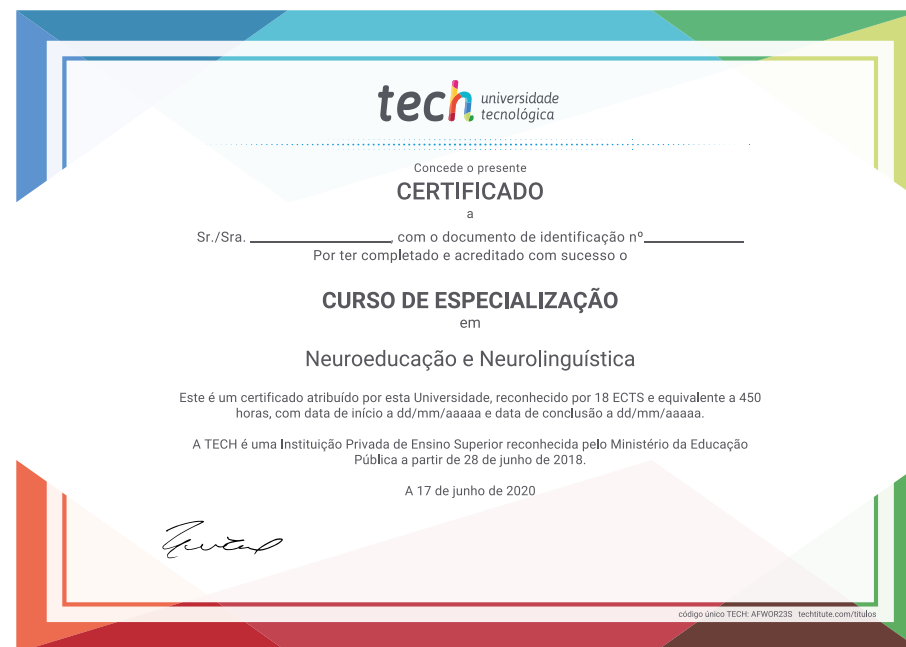 tech universidade
tecnológica
Concede o presente
CERTIFICADO
a
Sr./Sra. ____________, com o documento de identificação nº____________
Por ter completado e acreditado com sucesso o
CURSO DE ESPECIALIZAÇÃO
em
Neuroeducação e Neurolinguística
Este é um certificado atribuído por esta Universidade, reconhecido por 18 ECTS e equivalente a 450
horas, com data de início a dd/mm/aaaaa e data de conclusão a dd/mm/aaaaa.
A TECH é uma Instituição Privada de Ensino Superior reconhecida pelo Ministério da Educação
Pública a partir de 28 de junho de 2018.
A 17 de junho de 2020
código único TECH: AFWOR23S techtitute.com/titulos